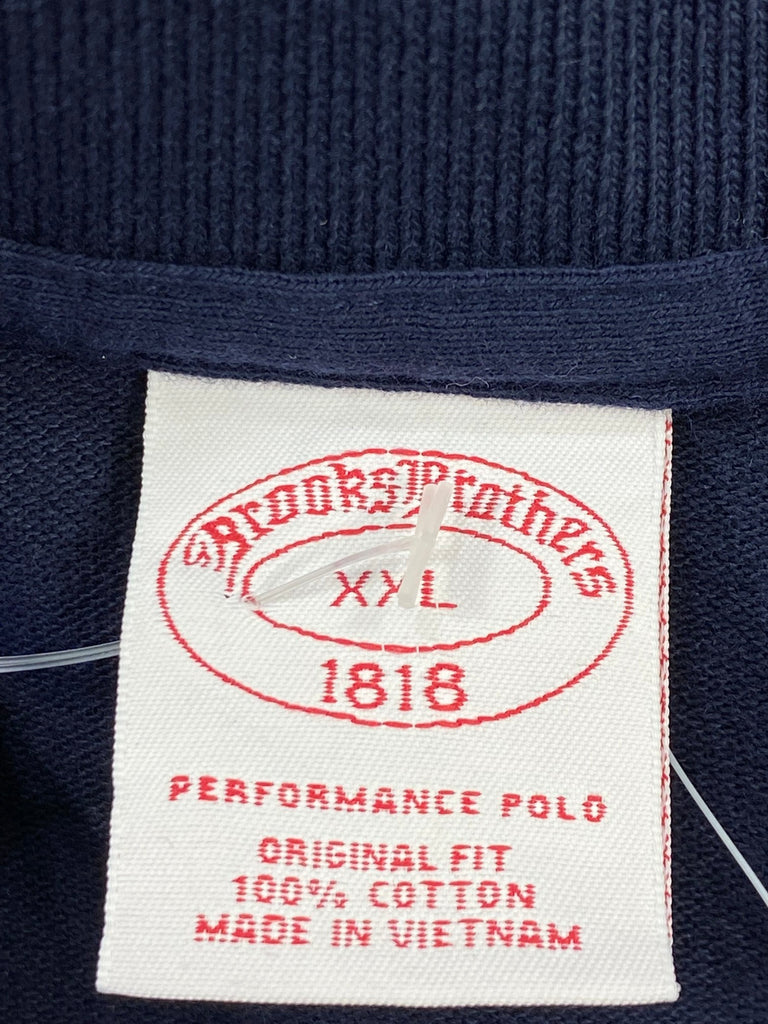 Brooks Brothers
XXL
1818
PERFORMANCE POLO
ORIGINAL FIT
100% COTTON
MADE IN VIETNAM